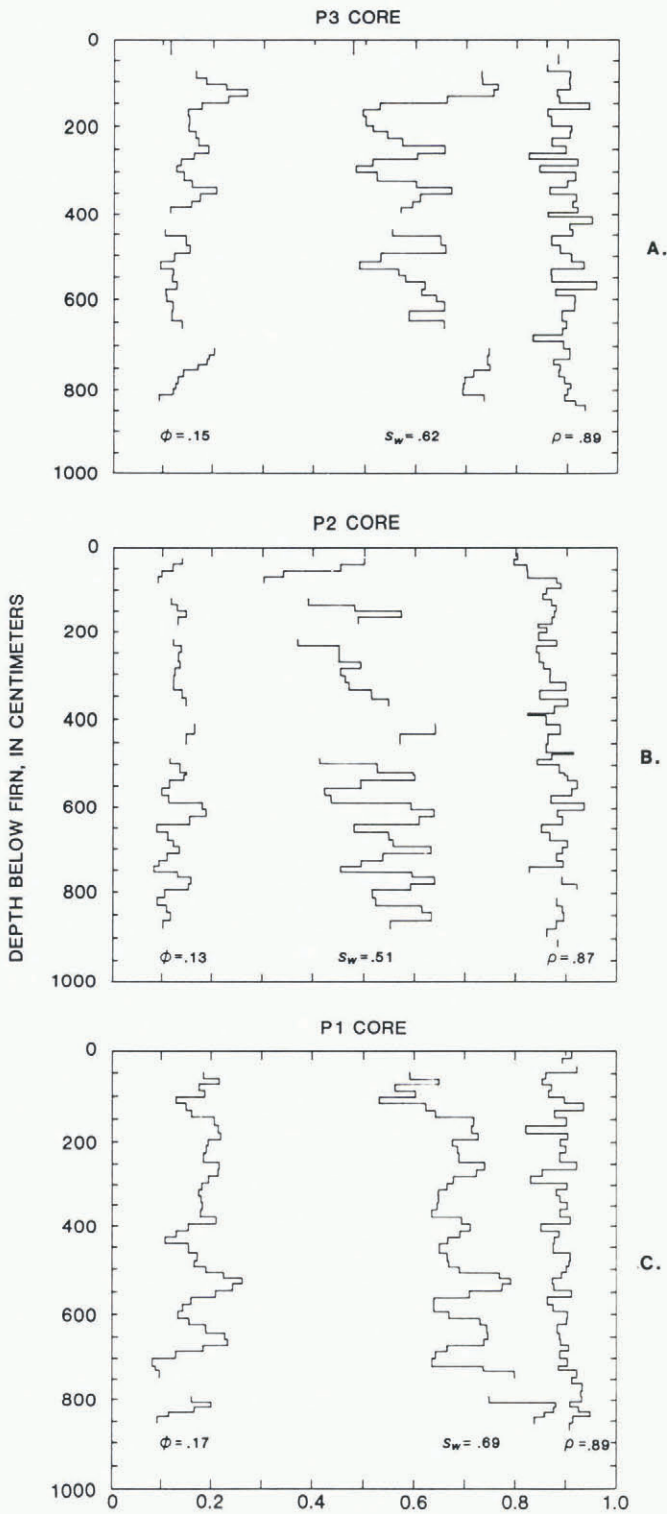 P3 CORE
0
200
400
600
800
1000
ϕ = .15
Sw = .62
ρ = .89
A.
P2 CORE
0
200
400
600
800
1000
ϕ = .13
Sw = .51
ρ = .87
B.
DEPTH BELOW FIRN, IN CENTIMETERS
P1 CORE
0
200
400
600
800
1000
ϕ = .17
Sw = .69
ρ = .89
C.
0
0.2
0.4
0.6
0.8
1.0